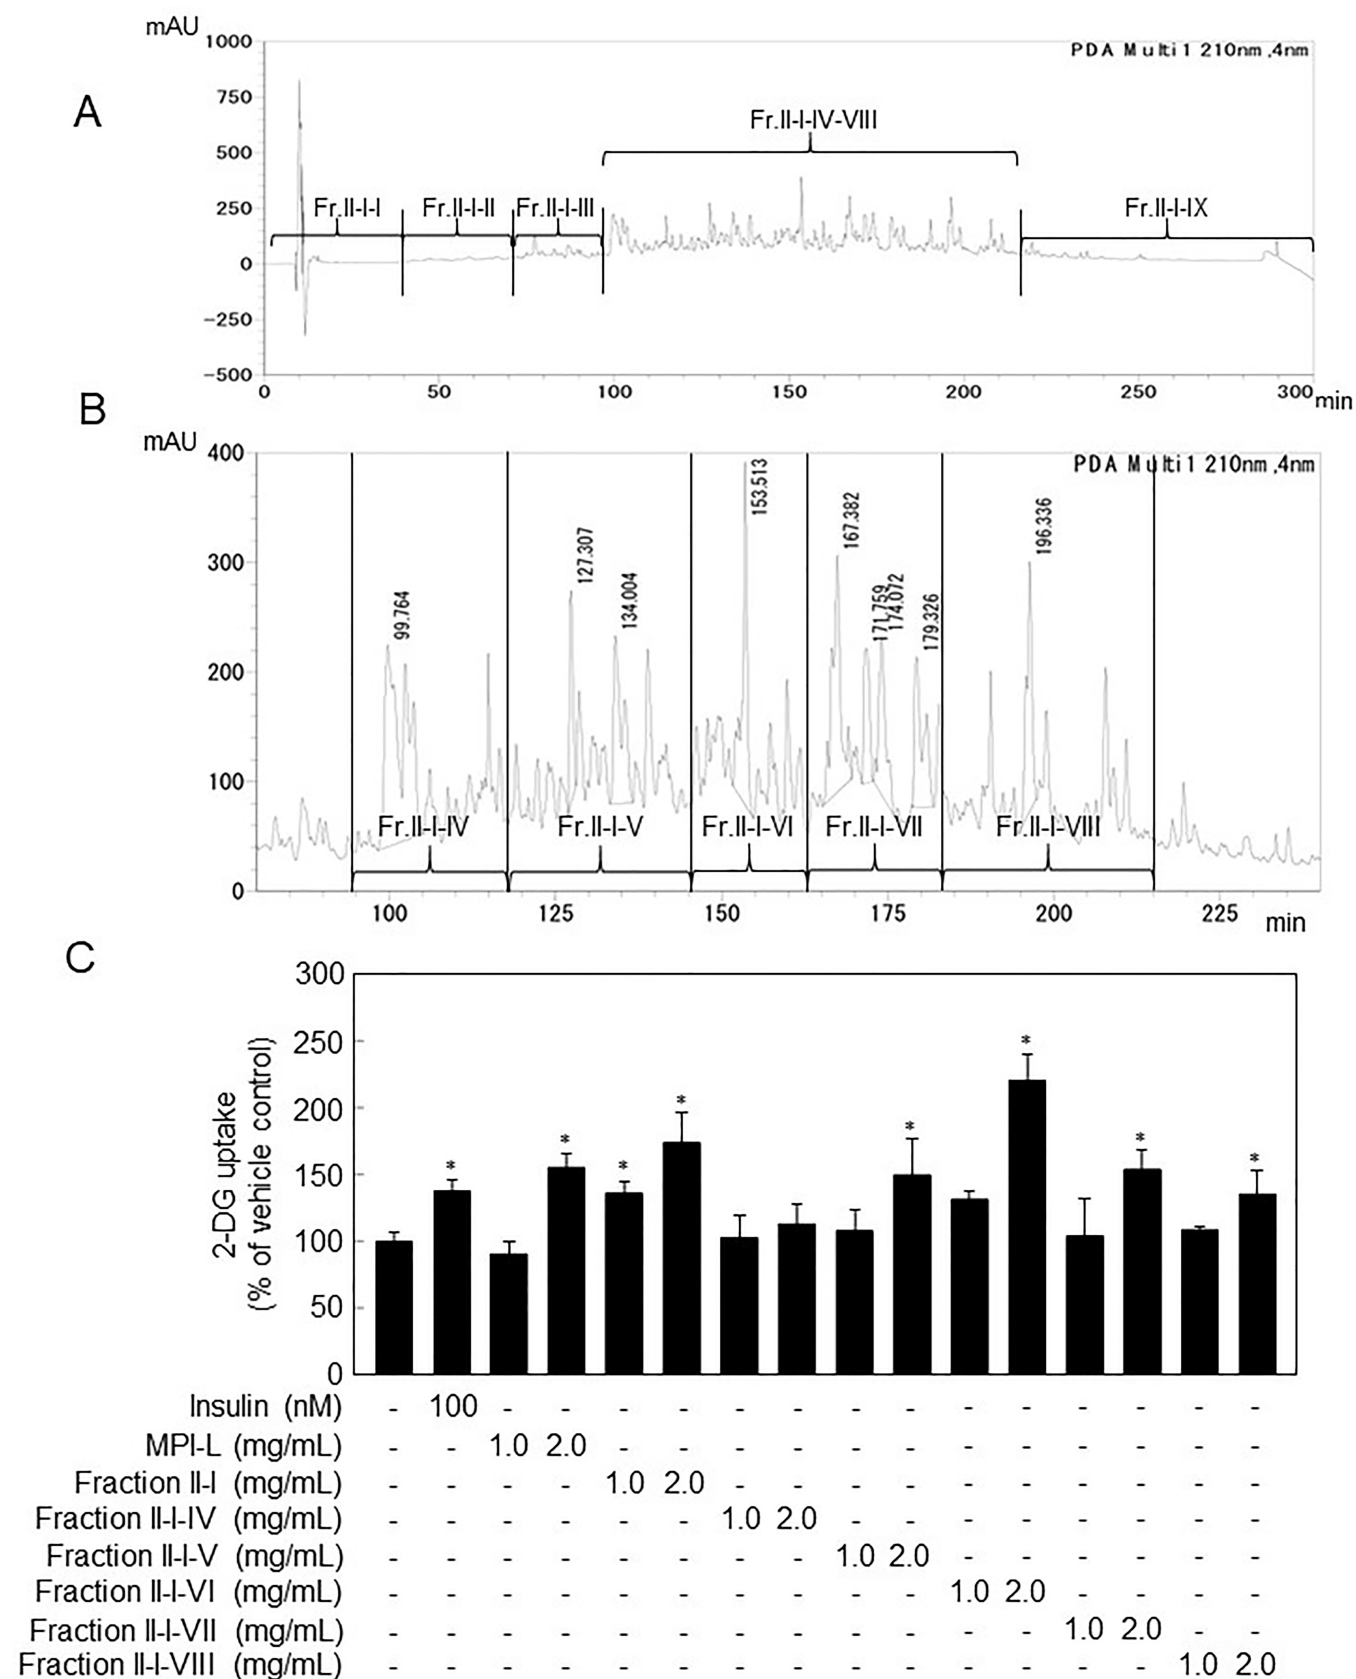 mAU
1000
PDA Multi1 210nm,4nm
A
750
500
250
0
-250
-500
Fr.II-I-IV-VIII
Fr.II-I-I
Fr.II-I-II
Fr.II-I-III
Fr.II-I-IX
0 50 100 150 200 250 300 min
B
mAU
400
PDA Multi1 210nm,4nm
300
200
100
0
99.764
127.307
134.004
153.513
167.382
171.759
174.072
179.326
196.336
Fr.II-I-IV
Fr.II-I-V
Fr.II-I-VI
Fr.II-I-VII
Fr.II-I-VIII
100 125 150 175 200 225 min
C
2-DG uptake
(% of vehicle control)
300
250
200
150
100
50
0
* * * * * * * *
Insulin (nM) - 100 - - - - - - - - - - - - - -
MPI-L (mg/mL) - - 1.0 2.0 - - - - - - - - - - - -
Fraction II-I (mg/mL) - - - - 1.0 2.0 - - - - - - - - - -
Fraction II-I-IV (mg/mL) - - - - - - 1.0 2.0 - - - - - - - -
Fraction II-I-V (mg/mL) - - - - - - - - 1.0 2.0 - - - - - -
Fraction II-I-VI (mg/mL) - - - - - - - - - - 1.0 2.0 - - - -
Fraction II-I-VII (mg/mL) - - - - - - - - - - - - 1.0 2.0 - -
Fraction II-I-VIII (mg/mL) - - - - - - - - - - - - - - 1.0 2.0